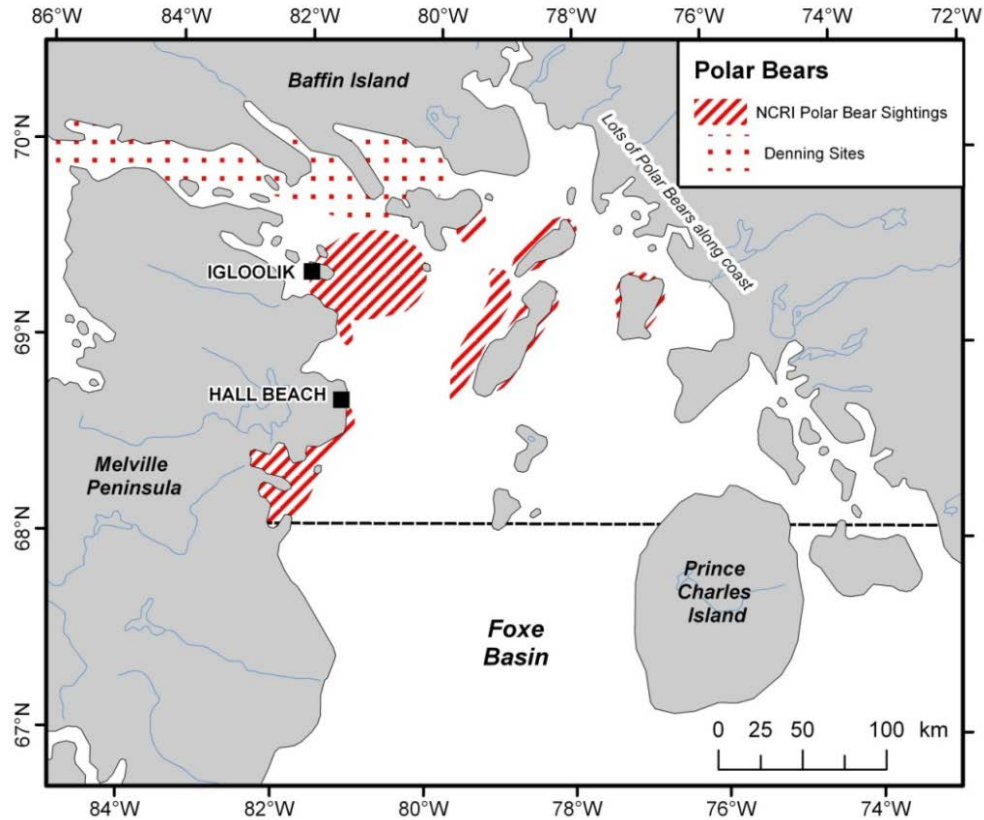 86°W 84°W 82°W 80°W 78°W 76°W 74°W 72°W
Polar Bears
NCRI Polar Bear Sightings
Denning Sites
Baffin Island
Lots of Polar Bears along coast
70°N
IGLOOLIK
69°N
HALL BEACH
Melville
Peninsula
68°N
Prince
Charles
Island
Foxe
Basin
67°N
0 25 50 100 km
84°W 82°W 80°W 78°W 76°W 74°W